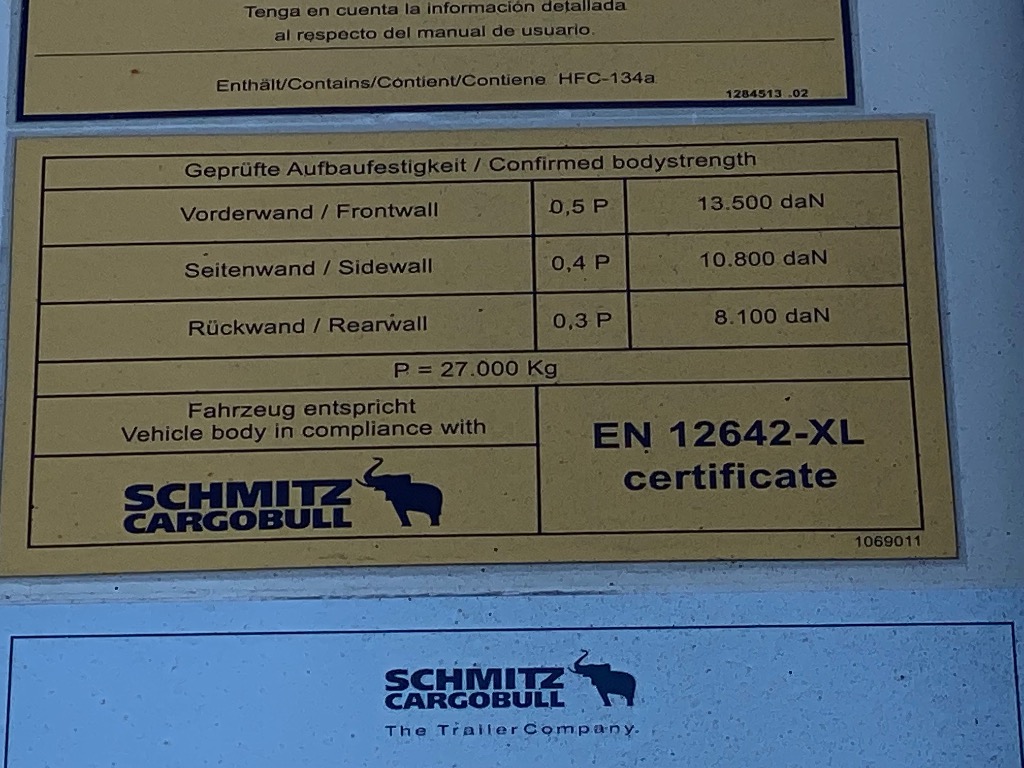 Tenga en cuenta la información detallada
al respecto del manual de usuario.
Enthält/Contains/Contient/Contiene HFC-134a
1284513 .02
Geprüfte Aufbaufestigkeit / Confirmed bodystrength
Vorderwand / Frontwall 0,5 P 13.500 daN
Seitenwand / Sidewall 0,4 P 10.800 daN
Rückwand / Rearwall 0,3 P 8.100 daN
P = 27.000 Kg
Fahrzeug entspricht
Vehicle body in compliance with
SCHMITZ
CARGOBULL
EN 12642-XL
certificate
1069011
SCHMITZ
CARGOBULL
The Trailer Company.